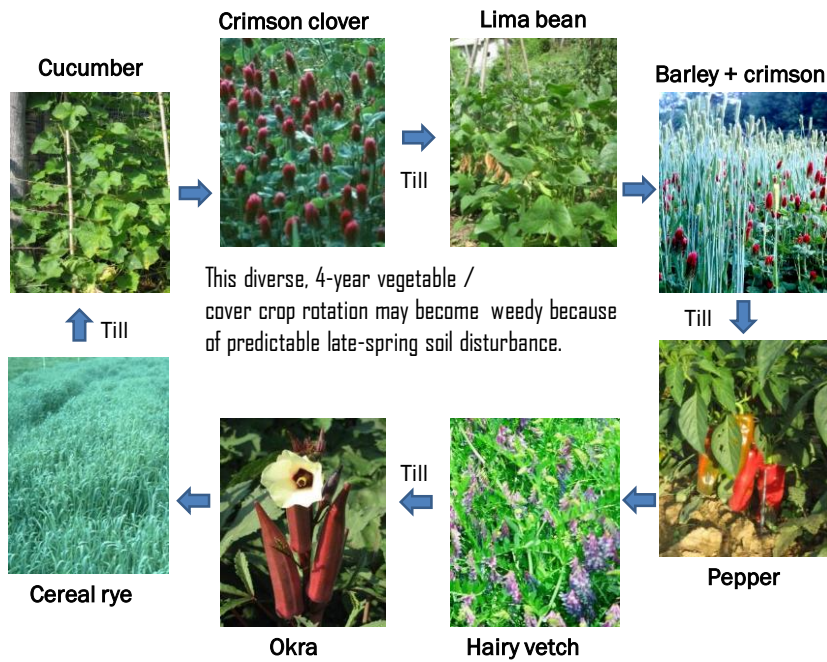 Crimson clover
Lima bean
Cucumber
Barley + crimson
Till
This diverse, 4-year vegetable /
cover crop rotation may become weedy because
of predictable late-spring soil disturbance.
Till
Till
Till
Pepper
Cereal rye
Okra
Hairy vetch